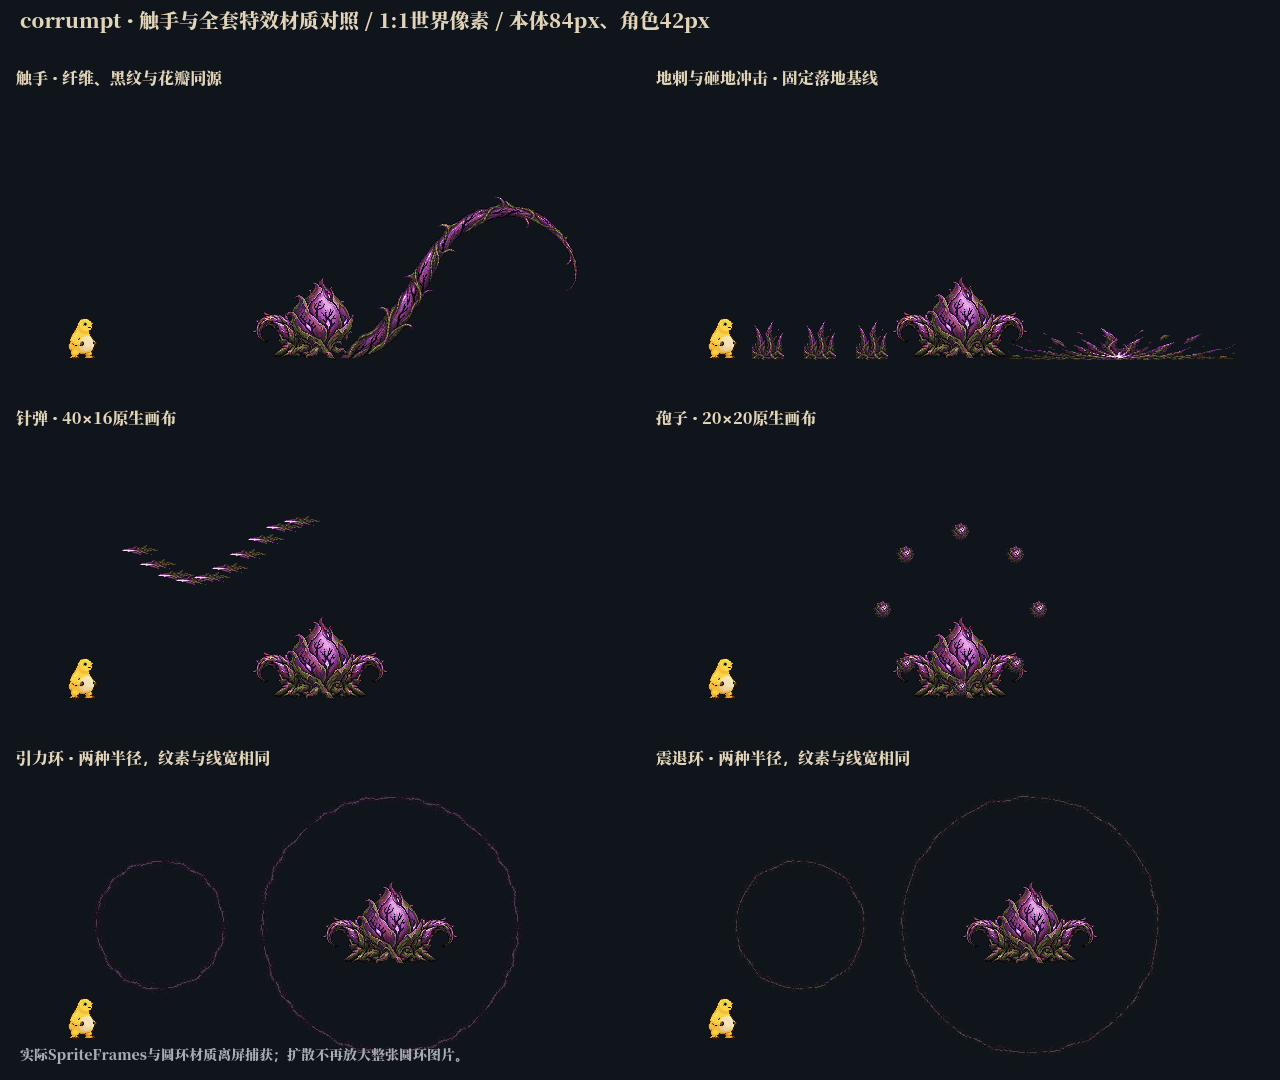 corrumpt · 触手与全套特效材质对照 / 1:1世界像素 / 本体84px、角色42px
触手 · 纤维、黑纹与花瓣同源
地刺与砸地冲击 · 固定落地基线
针弹 · 40×16原生画布
孢子 · 20×20原生画布
引力环 · 两种半径，纹素与线宽相同
震退环 · 两种半径，纹素与线宽相同
实际SpriteFrames与圆环材质离屏捕获；扩散不再放大整张圆环图片。